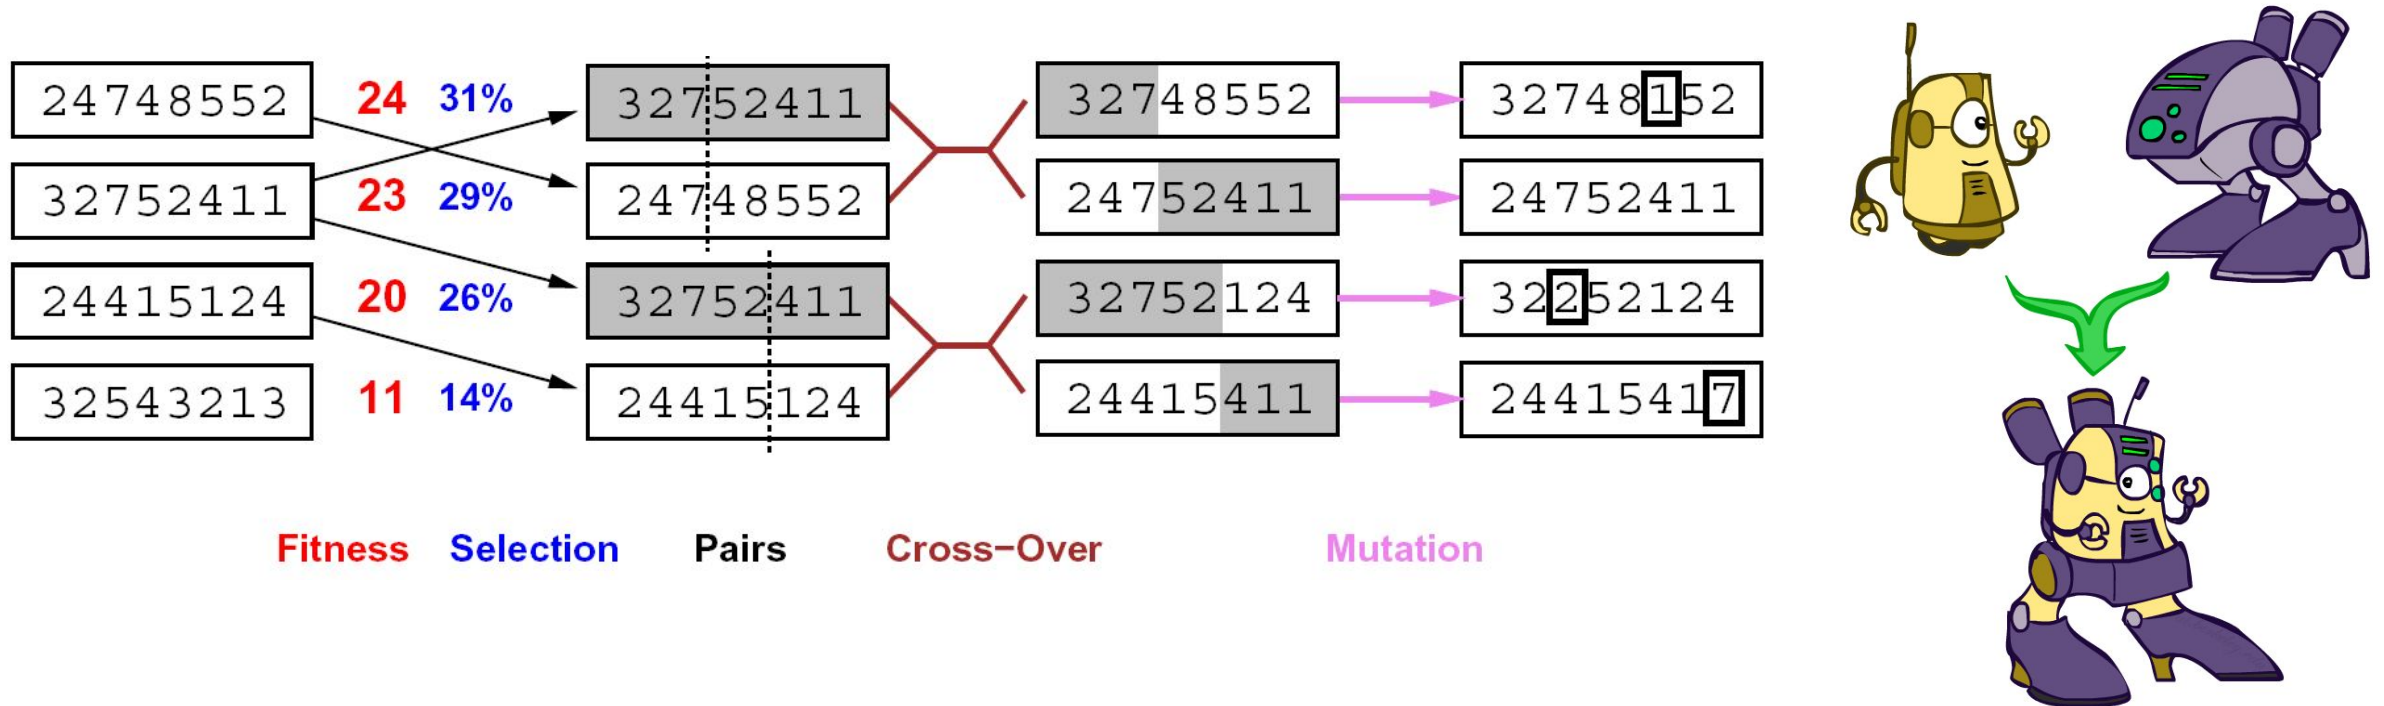 24748552 24 31% 32752411 32748552 32748152
32752411 23 29% 24748552 24752411 24752411
24415124 20 26% 32752411 32752124 32252124
32543213 11 14% 24415124 24415411 24415417
Fitness Selection Pairs Cross−Over Mutation